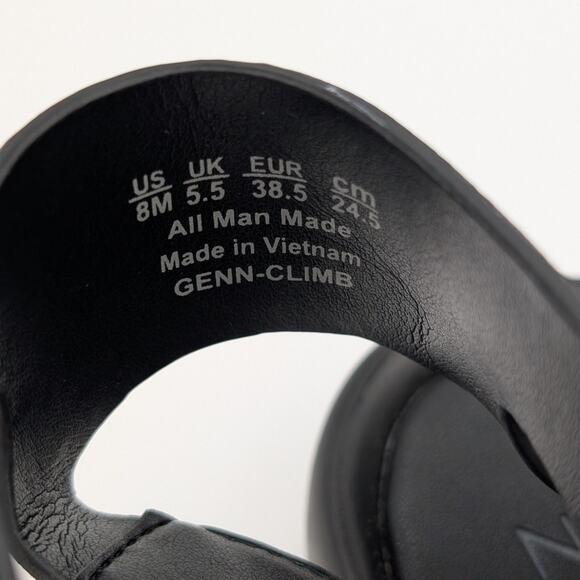 US UK EUR cm
8M 5.5 38.5 24.5
All Man Made
Made in Vietnam
GENN-CLIMB